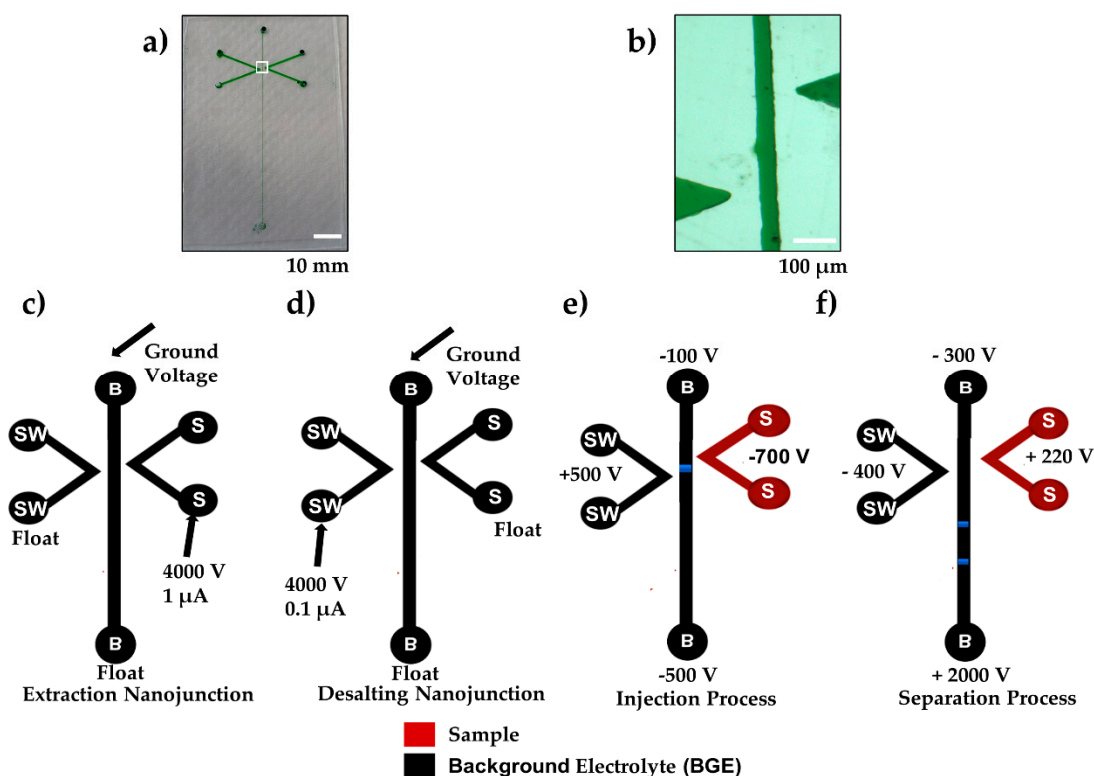 a)
b)
10 mm
100 µm
c)
d)
e)
f)
Ground
Voltage
B
SW
S
SW
S
Float
4000 V
1 µA
B
Float
Extraction Nanojunction
Ground
Voltage
B
SW
S
SW
S
Float
4000 V
0.1 µA
B
Float
Desalting Nanojunction
-100 V
B
SW
S
+500 V
-700 V
SW
S
B
-500 V
Injection Process
- 300 V
B
SW
S
- 400 V
+ 220 V
SW
S
B
+ 2000 V
Separation Process
Sample
Background Electrolyte (BGE)